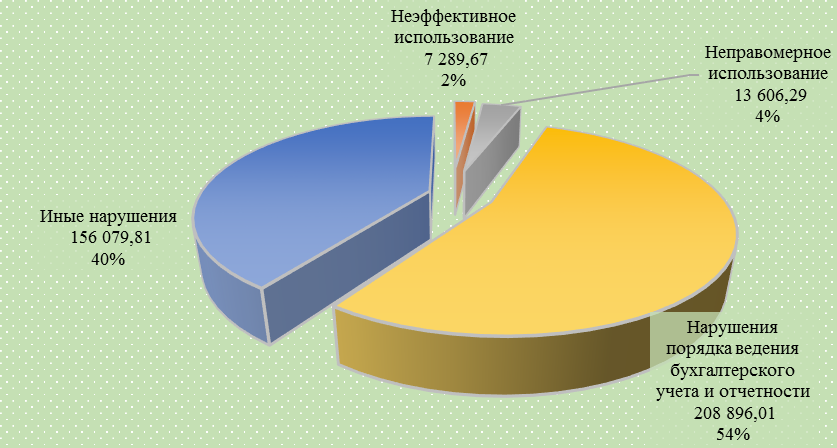 Неэффективное
использование
7 289,67
2%
Неправомерное
использование
13 606,29
4%
Иные нарушения
156 079,81
40%
Нарушения
порядка ведения
бухгалтерского
учета и отчетности
208 896,01
54%